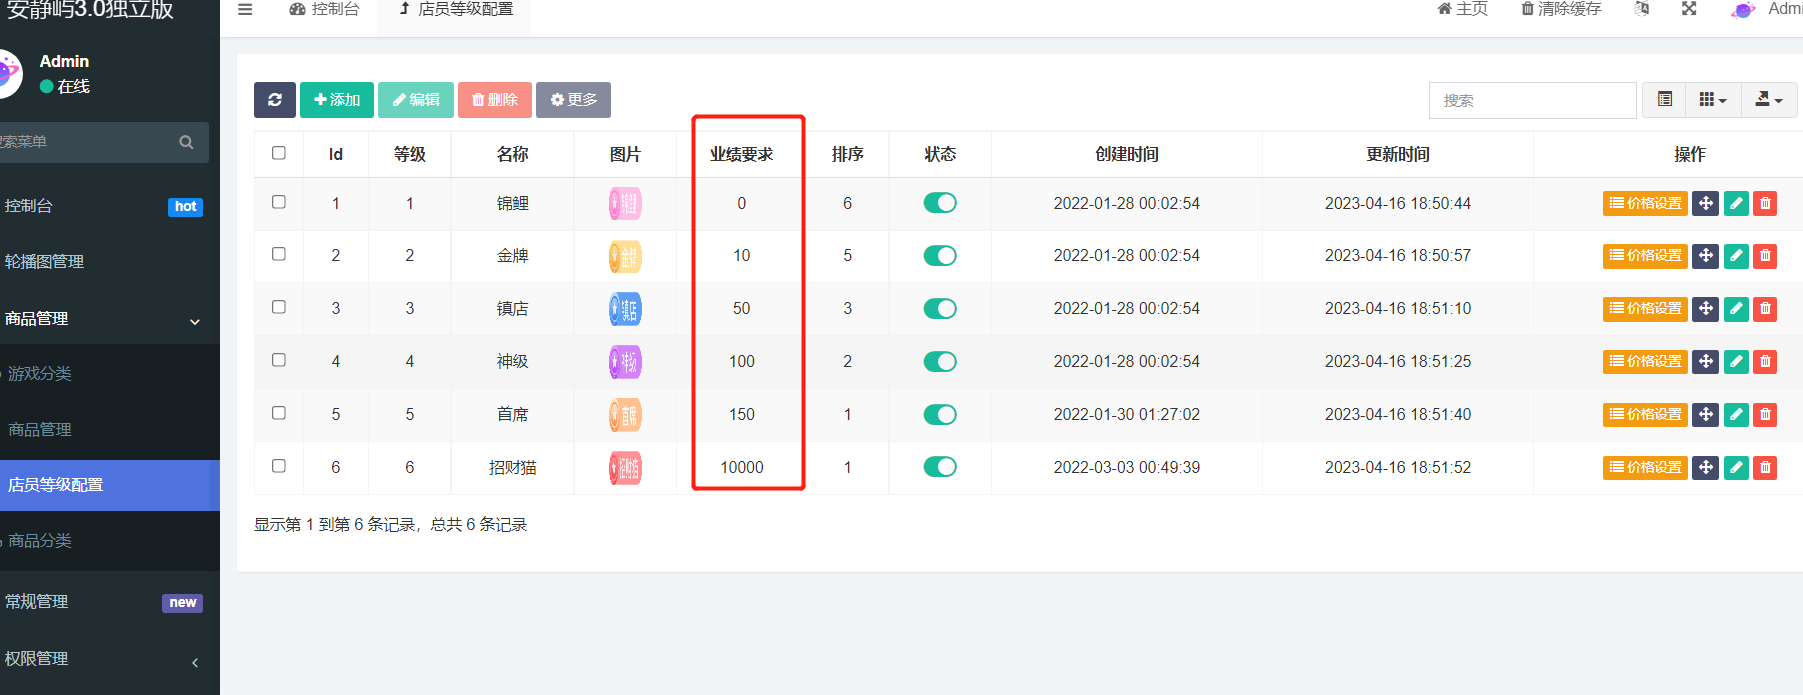 安静屿3.0独立版
Admin
在线
索菜单
控制台 hot
轮播图管理
商品管理
游戏分类
商品管理
店员等级配置
商品分类
常规管理 new
权限管理
控制台 店员等级配置 主页 清除缓存
添加 编辑 删除 更多 搜索
Id 等级 名称 图片 业绩要求 排序 状态 创建时间 更新时间 操作
1 1 锦鲤 锦鲤 0 6 2022-01-28 00:02:54 2023-04-16 18:50:44 价格设置
2 2 金牌 金牌 10 5 2022-01-28 00:02:54 2023-04-16 18:50:57 价格设置
3 3 镇店 镇店 50 3 2022-01-28 00:02:54 2023-04-16 18:51:10 价格设置
4 4 神级 100 2 2022-01-28 00:02:54 2023-04-16 18:51:25 价格设置
5 5 首席 首席 150 1 2022-01-30 01:27:02 2023-04-16 18:51:40 价格设置
6 6 招财猫 招财猫 10000 1 2022-03-03 00:49:39 2023-04-16 18:51:52 价格设置
显示第 1 到第 6 条记录，总共 6 条记录